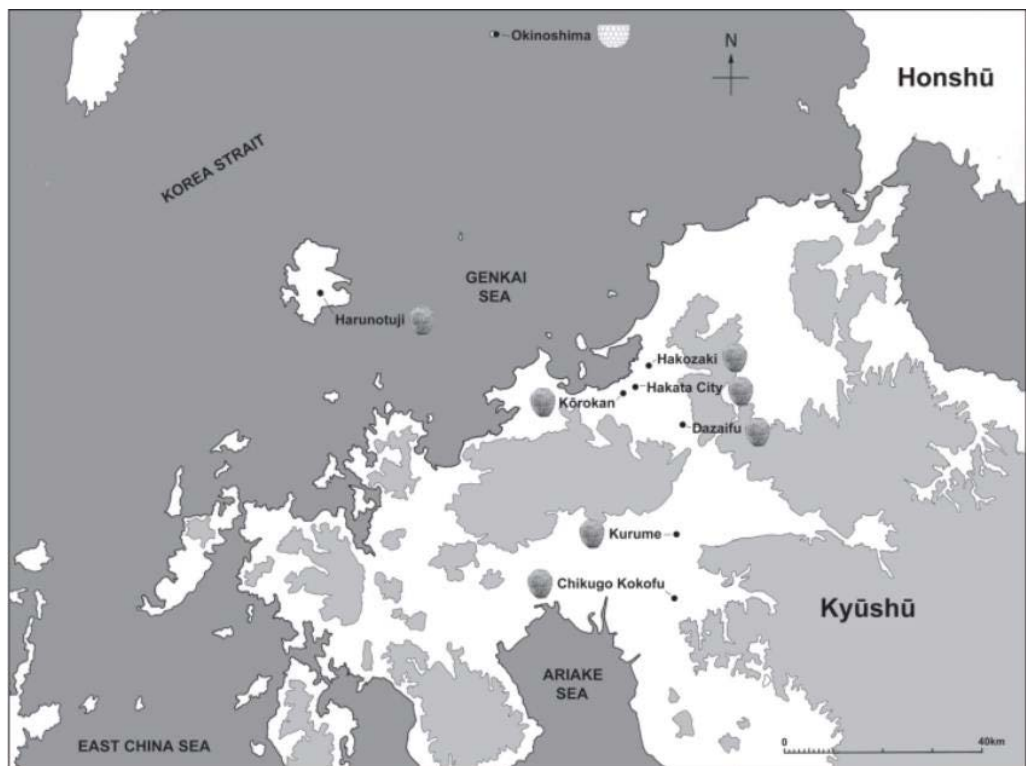 Okinoshima
N
Honshū
KOREA STRAIT
GENKAI
SEA
Harunotuji
Hakozaki
Hakata City
Kōrokan
Dazaifu
Kurume
Chikugo Kokofu
Kyūshū
ARIAKE
SEA
EAST CHINA SEA
0
40km